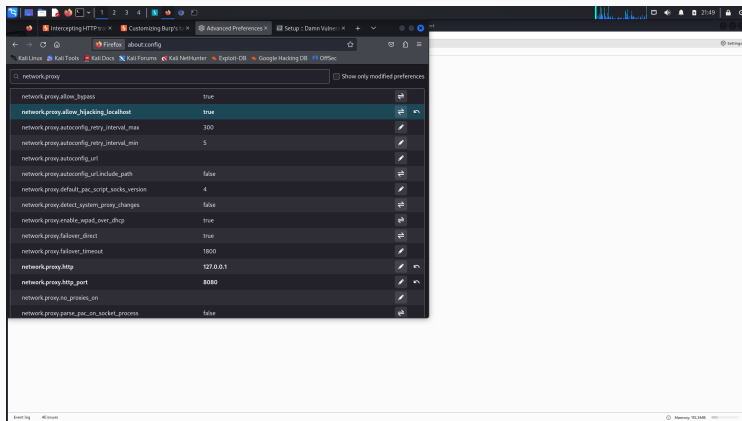 1 2 3 4
21:49
Intercepting HTTP tra
Customizing Burp's b
Advanced Preferences
Setup :: Damn Vulner
Settings
Firefox about:config
Kali Linux Kali Tools Kali Docs Kali Forums Kali NetHunter Exploit-DB Google Hacking DB OffSec
network.proxy
Show only modified preferences
network.proxy.allow_bypass true
network.proxy.allow_hijacking_localhost true
network.proxy.autoconfig_retry_interval_max 300
network.proxy.autoconfig_retry_interval_min 5
network.proxy.autoconfig_url
network.proxy.autoconfig_url.include_path false
network.proxy.default_pac_script_socks_version 4
network.proxy.detect_system_proxy_changes false
network.proxy.enable_wpad_over_dhcp true
network.proxy.failover_direct true
network.proxy.failover_timeout 1800
network.proxy.http 127.0.0.1
network.proxy.http_port 8080
network.proxy.no_proxies_on
network.proxy.parse_pac_on_socket_process false
Event log All issues